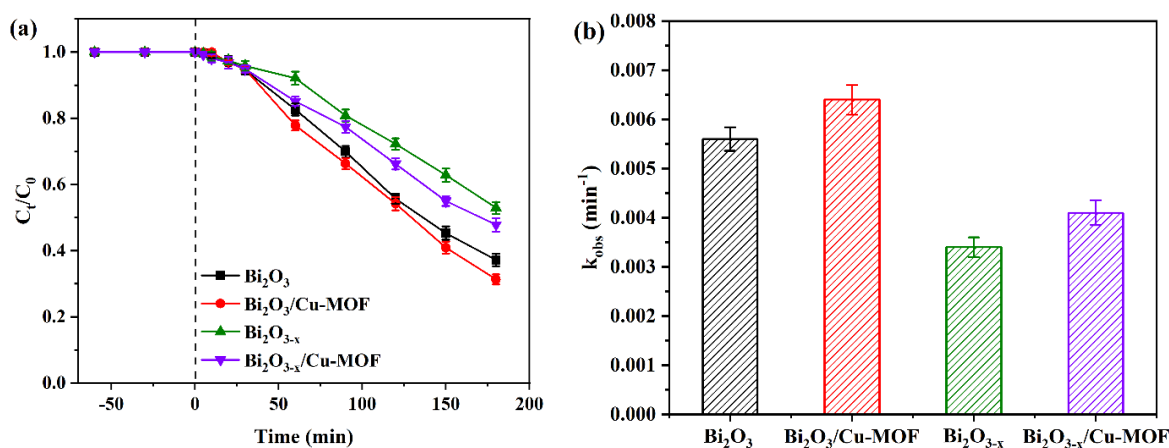 (a)
1.0
0.8
0.6
0.4
0.2
0.0
Cₜ/C₀
Bi₂O₃
Bi₂O₃/Cu-MOF
Bi₂O₃₋ₓ
Bi₂O₃₋ₓ/Cu-MOF
-50 0 50 100 150 200
Time (min)
(b)
0.008
0.007
0.006
0.005
0.004
0.003
0.002
0.001
0.000
k_obs (min⁻¹)
Bi₂O₃ Bi₂O₃/Cu-MOF Bi₂O₃₋ₓ Bi₂O₃₋ₓ/Cu-MOF